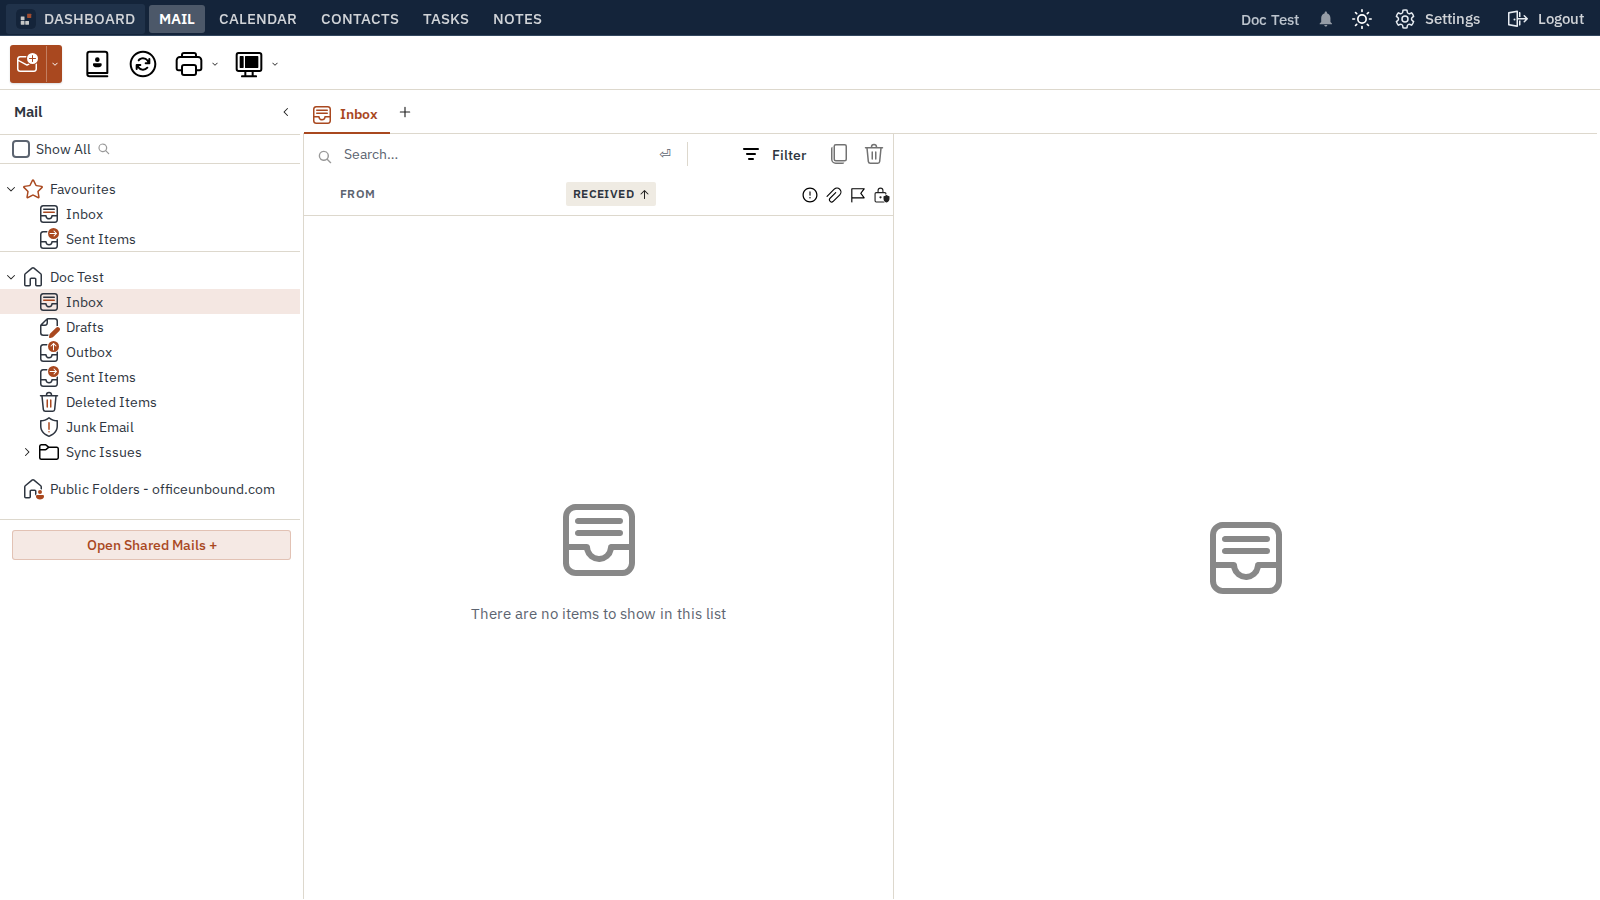 DASHBOARD MAIL CALENDAR CONTACTS TASKS NOTES Doc Test Settings Logout
Mail
Show All
Favourites
Inbox
Sent Items
Doc Test
Inbox
Drafts
Outbox
Sent Items
Deleted Items
Junk Email
Sync Issues
Public Folders - officeunbound.com
Open Shared Mails +
Inbox +
Search... Filter
FROM RECEIVED ↑
There are no items to show in this list